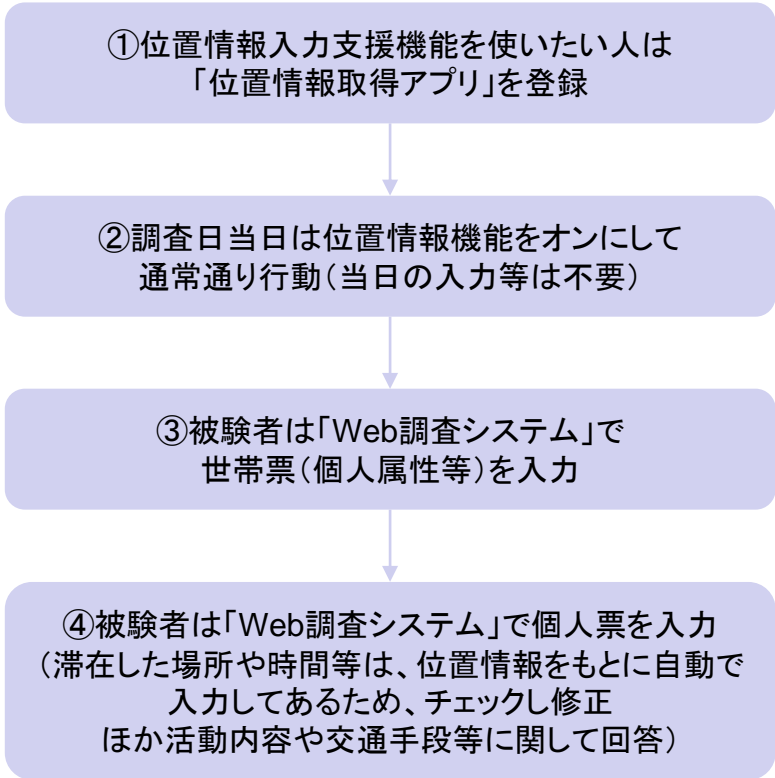 ①位置情報入力支援機能を使いたい人は
「位置情報取得アプリ」を登録
②調査日当日は位置情報機能をオンにして
通常通り行動（当日の入力等は不要）
③被験者は「Web調査システム」で
世帯票（個人属性等）を入力
④被験者は「Web調査システム」で個人票を入力
（滞在した場所や時間等は、位置情報をもとに自動で
入力してあるため、チェックし修正
ほか活動内容や交通手段等に関して回答）